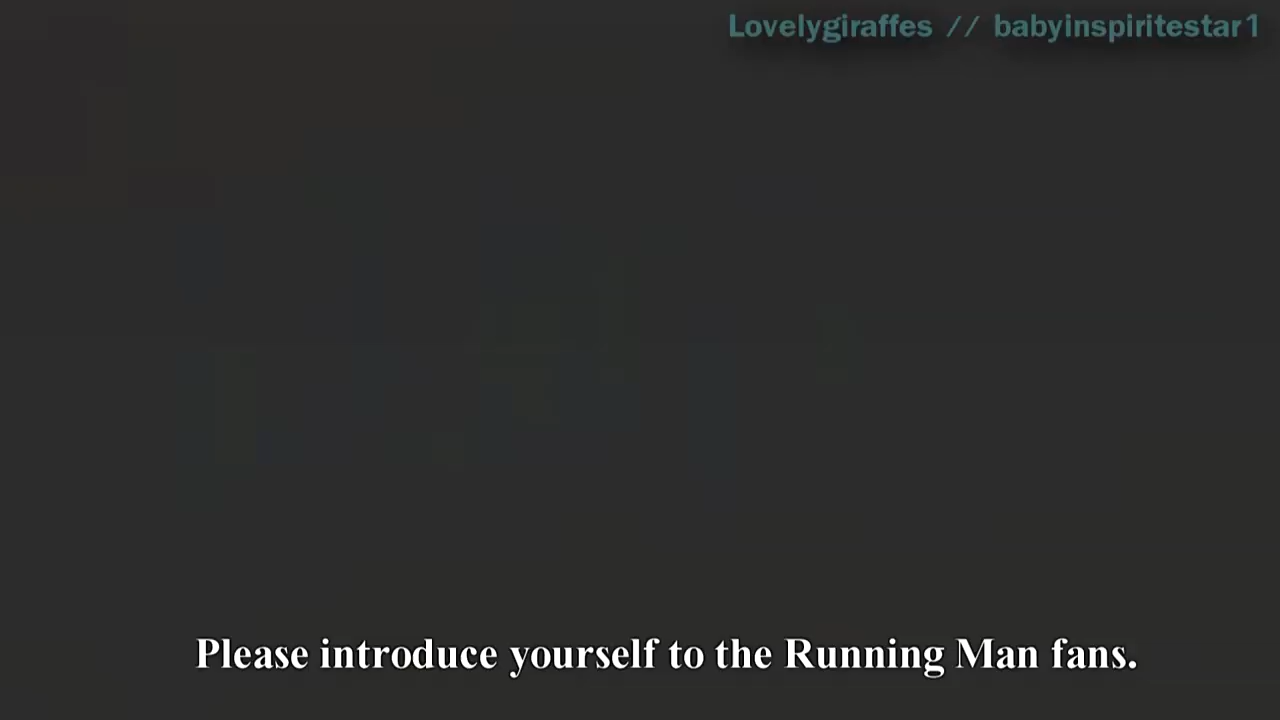 Lovelygiraffes // babyinspiritestar1
Please introduce yourself to the Running Man fans.